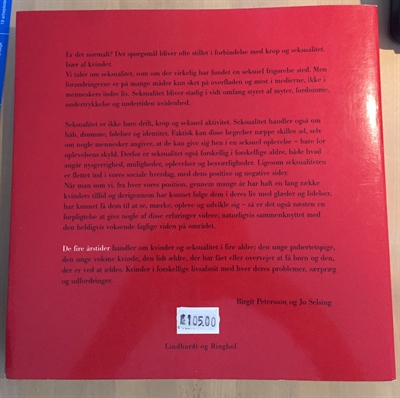 Er det normalt? Det spørgsmål bliver ofte stillet i forbindelse med krop og seksualitet.
Især af kvinder.
Vi taler om seksualitet, som om der virkelig har fundet en seksuel frigørelse sted. Men
forandringerne er på mange måder kun sket på overfladen og mest i medierne, ikke i
menneskers indre liv. Seksualitet bliver stadig i vidt omfang styret af myter, fordomme,
undertrykkelse og undertiden uvidenhed.
Seksualitet er ikke bare drift, krop og seksuel aktivitet. Seksualitet handler også om
håb, drømme, følelser og identitet. Faktisk kan disse begreber næppe skilles ad, selv
om nogle mennesker angiver, at de kan give sig hen i en seksuel oplevelse – bare for
oplevelsens skyld. Derfor er seksualitet også forskellig i forskellige aldre, både hvad
angår nysgerrighed, muligheder, oplevelser og besværligheder. Ligesom seksualiteten
er flettet ind i vores sociale hverdag, med dens positive og negative sider.
Når man som vi, fra hver vores position, gennem mange år har haft en lang række
kvinders tillid og derigennem har kunnet følge dem i deres liv med glæder og lidelser,
har kunnet få dem til at se, mærke, opleve og udvikle sig – så er det også næsten en
forpligtelse at give nogle af disse erfaringer videre, naturligvis sammenknyttet med
den heldigvis voksende faglige viden på området.
De fire årstider handler om kvinder og seksualitet i fire aldre; den unge pubertetspige,
den unge voksne kvinde, den lidt ældre, der har fået eller overvejet at få børn og den,
der er ved at ældes. Kvinder i forskellige livsafsnit med hver deres problemer, særpræg
og udfordringer.
Birgit Petersson og Jo Selsing
105.00
Lindhardt og Ringhof